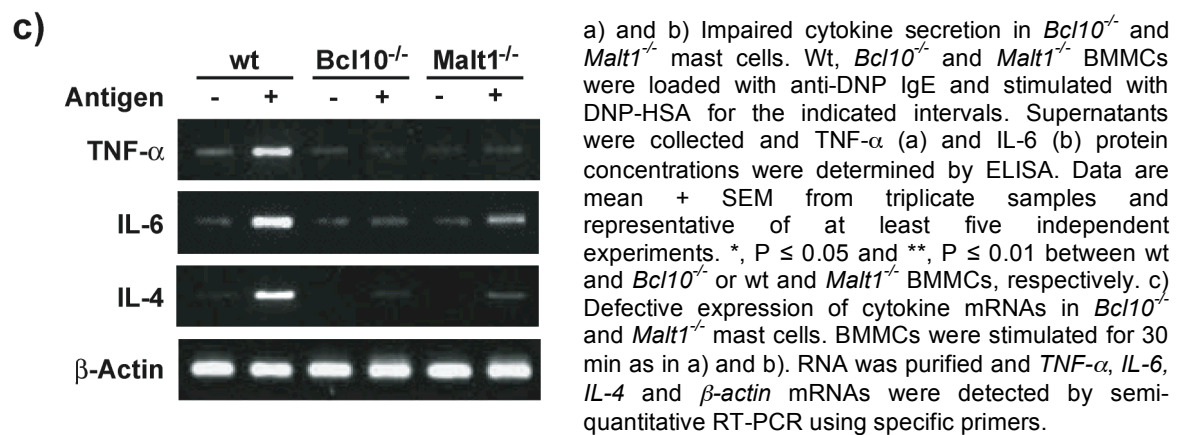 c)
wt Bcl10-/- Malt1-/-
Antigen - + - + - +
TNF-α
IL-6
IL-4
β-Actin
a) and b) Impaired cytokine secretion in Bcl10-/- and
Malt1-/- mast cells. Wt, Bcl10-/- and Malt1-/- BMMCs
were loaded with anti-DNP IgE and stimulated with
DNP-HSA for the indicated intervals. Supernatants
were collected and TNF-α (a) and IL-6 (b) protein
concentrations were determined by ELISA. Data are
mean + SEM from triplicate samples and
representative of at least five independent
experiments. *, P ≤ 0.05 and **, P ≤ 0.01 between wt
and Bcl10-/- or wt and Malt1-/- BMMCs, respectively. c)
Defective expression of cytokine mRNAs in Bcl10-/-
and Malt1-/- mast cells. BMMCs were stimulated for 30
min as in a) and b). RNA was purified and TNF-α, IL-6,
IL-4 and β-actin mRNAs were detected by semi-
quantitative RT-PCR using specific primers.